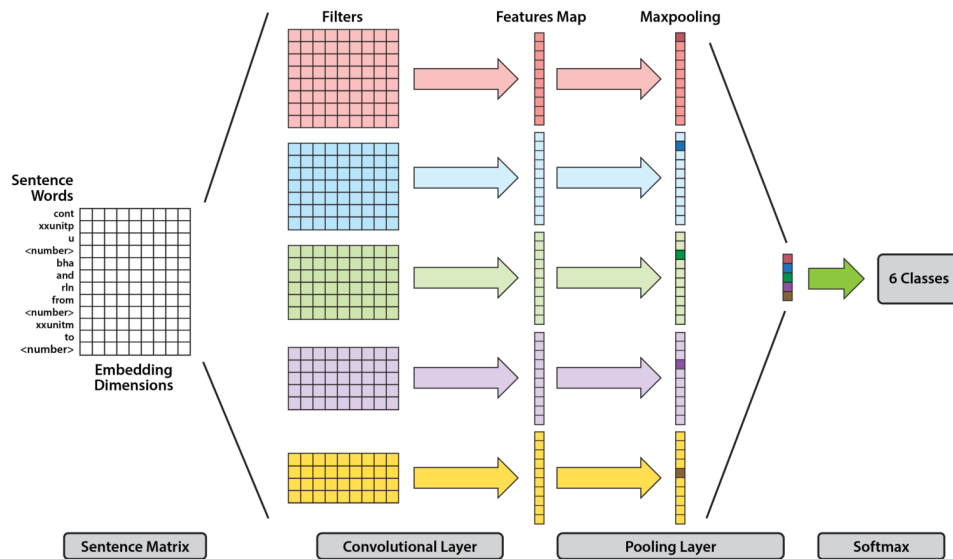 Filters
Features Map
Maxpooling
Sentence
Words
cont
xxunitp
u
<number>
bha
and
rln
from
<number>
xxunitm
to
<number>
Embedding
Dimensions
6 Classes
Sentence Matrix
Convolutional Layer
Pooling Layer
Softmax